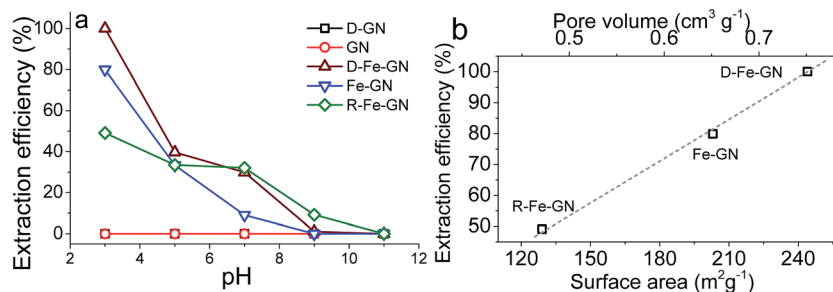 a
Extraction efficiency (%)
100
80
60
40
20
0
2
4
6
8
10
12
pH
D-GN
GN
D-Fe-GN
Fe-GN
R-Fe-GN
b
Pore volume (cm³ g⁻¹)
0.5
0.6
0.7
Extraction efficiency (%)
100
90
80
70
60
50
D-Fe-GN
Fe-GN
R-Fe-GN
120
150
180
210
240
Surface area (m²g⁻¹)